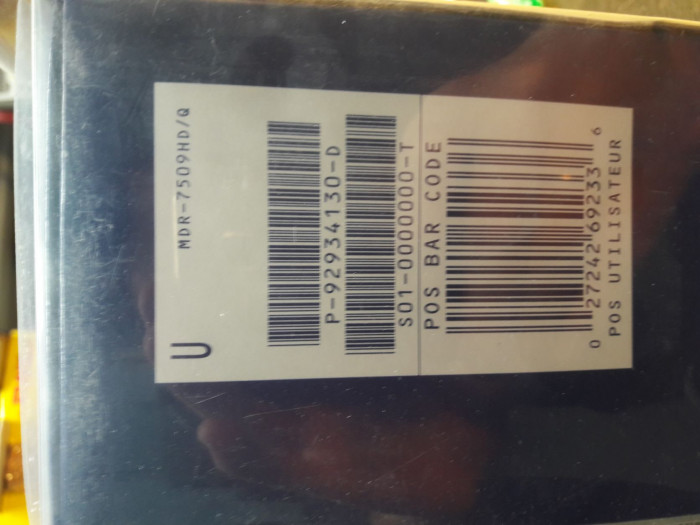 U MDR-7509HD/Q
P-92934130-D
S01-0000000-T
POS BAR CODE
0 27242 69233 6
POS UTILISATEUR